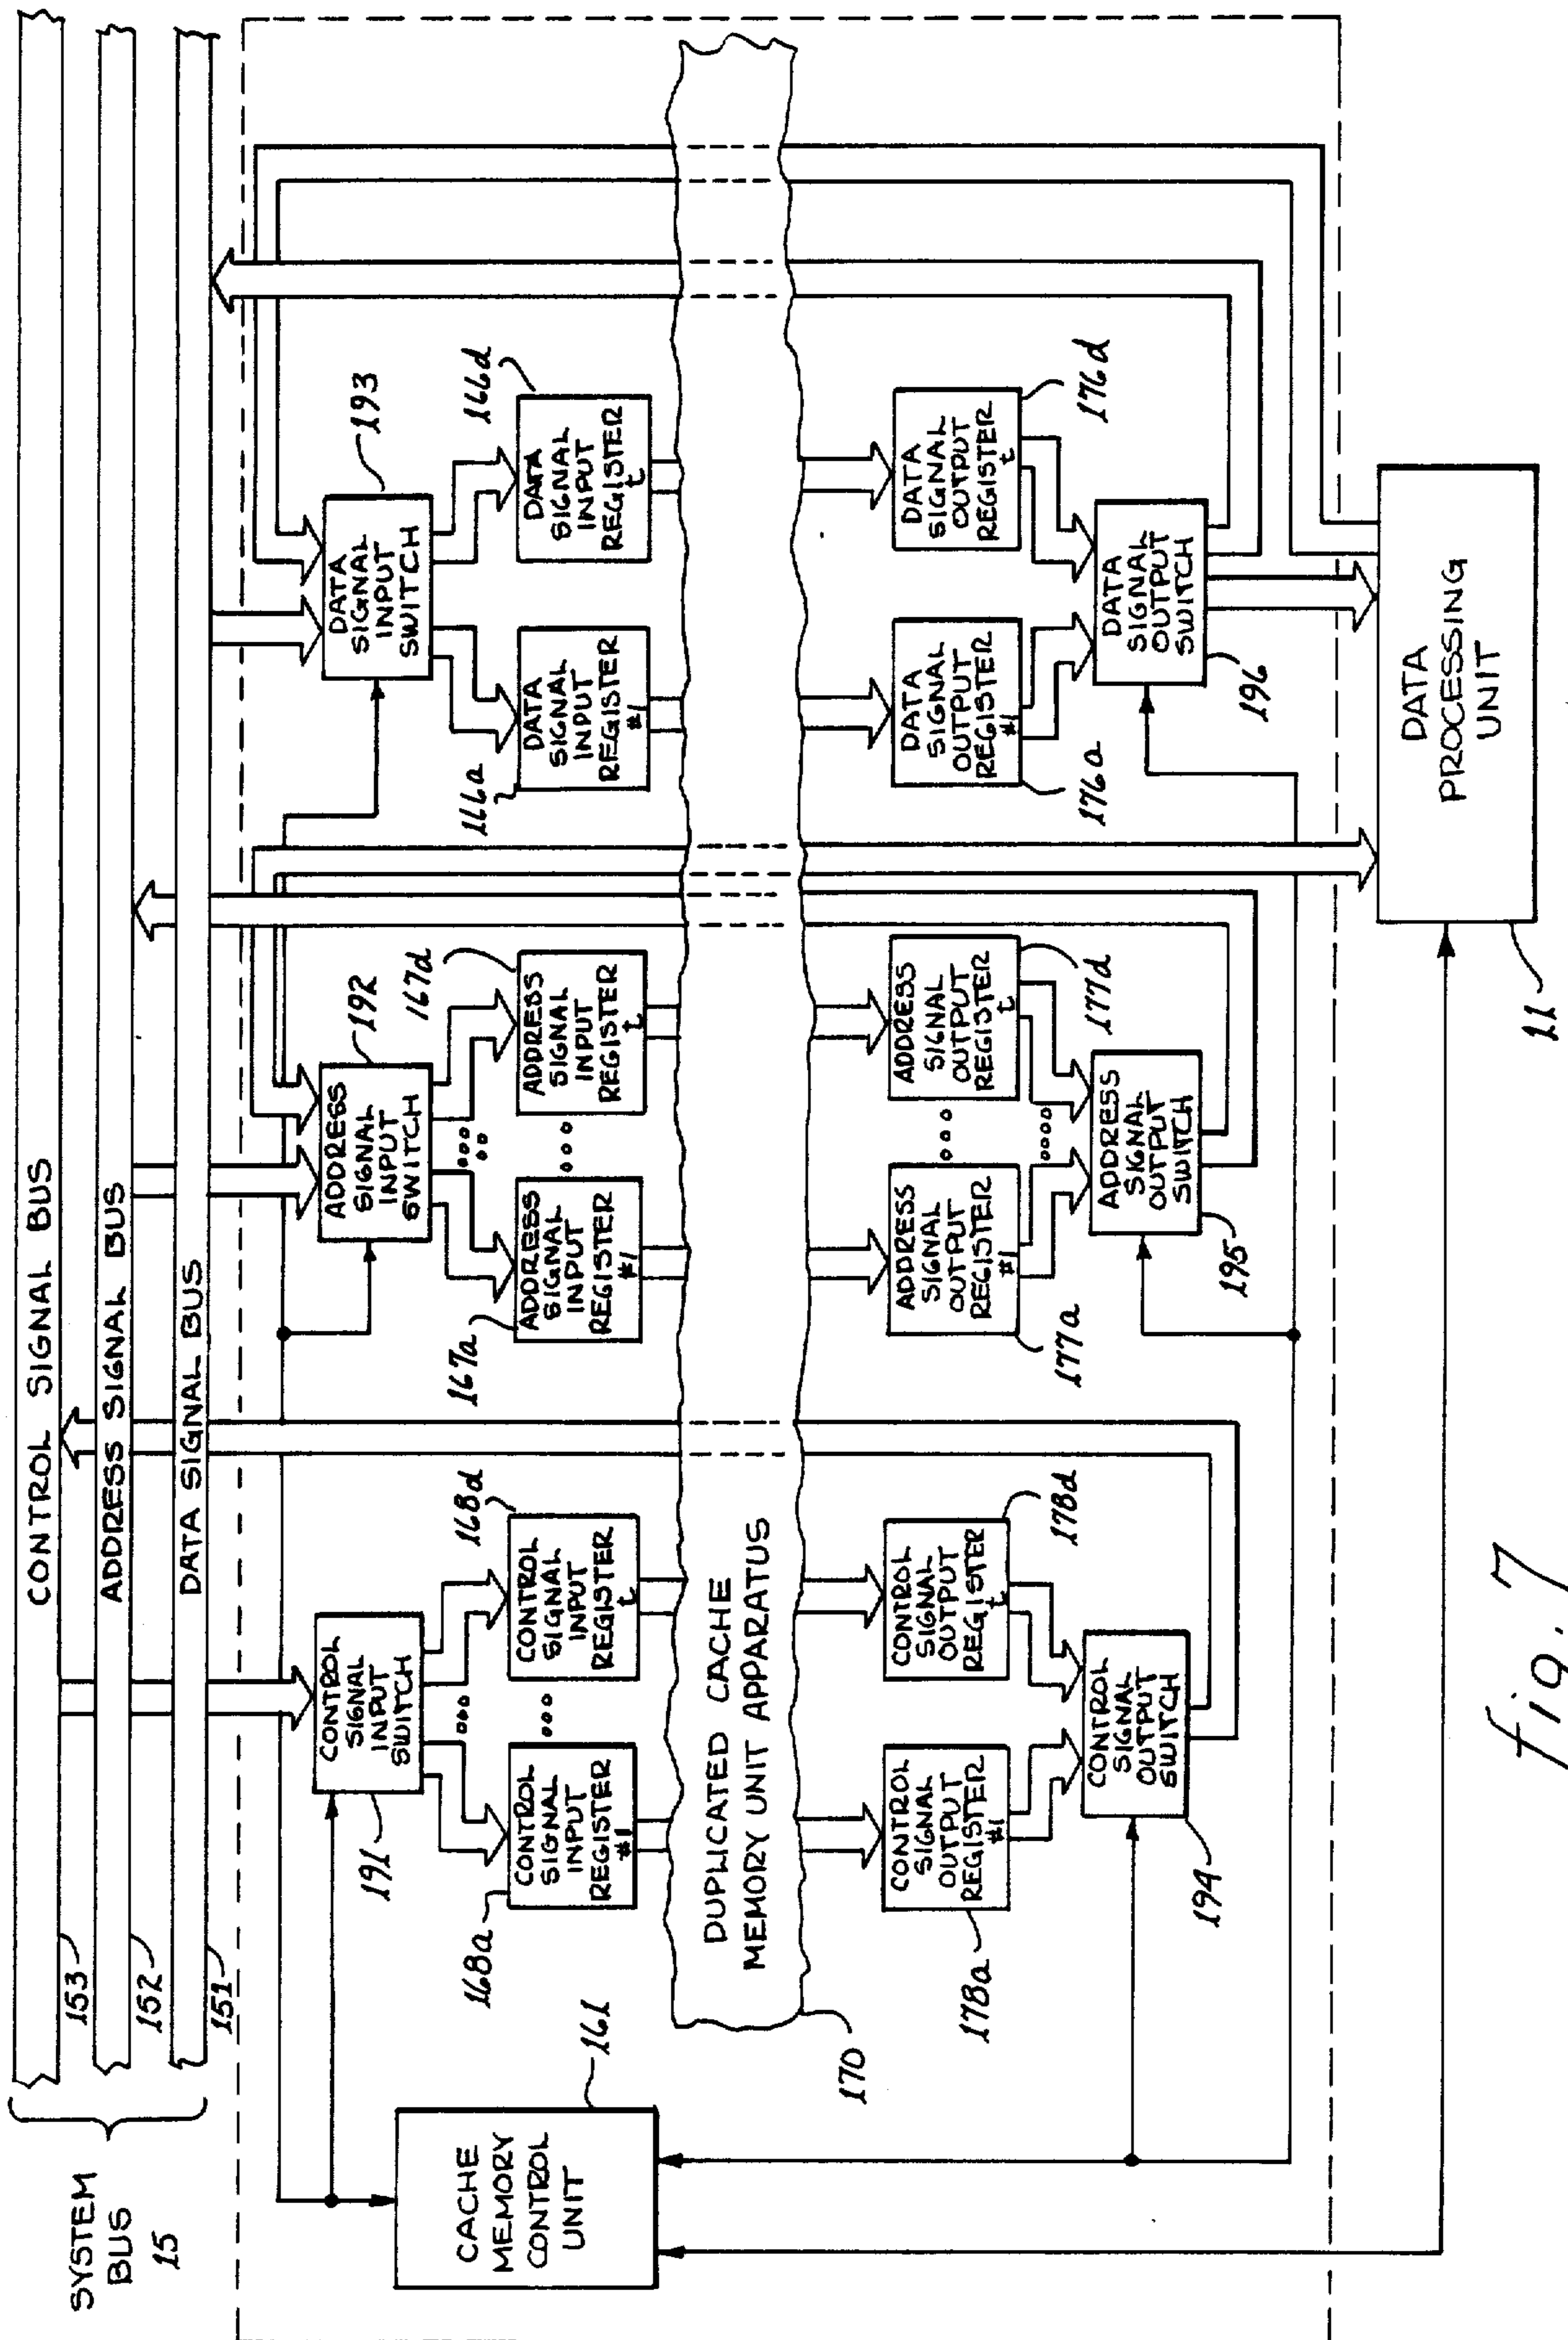 SYSTEM
BUS
15
CONTROL SIGNAL BUS
153
ADDRESS SIGNAL BUS
152
DATA SIGNAL BUS
151
CACHE
MEMORY
CONTROL
UNIT
161
CONTROL
SIGNAL
INPUT
SWITCH
191
ADDRESS
SIGNAL
INPUT
SWITCH
192
DATA
SIGNAL
INPUT
SWITCH
193
168a
CONTROL
SIGNAL
INPUT
REGISTER
#1
CONTROL
SIGNAL
INPUT
REGISTER
t
168d
167a
ADDRESS
SIGNAL
INPUT
REGISTER
#1
ADDRESS
SIGNAL
INPUT
REGISTER
t
167d
166a
DATA
SIGNAL
INPUT
REGISTER
#1
DATA
SIGNAL
INPUT
REGISTER
t
166d
DUPLICATED CACHE
MEMORY UNIT APPARATUS
170
CONTROL
SIGNAL
OUTPUT
REGISTER
#1
178a
CONTROL
SIGNAL
OUTPUT
REGISTER
t
178d
ADDRESS
SIGNAL
OUTPUT
REGISTER
#1
177a
ADDRESS
SIGNAL
OUTPUT
REGISTER
t
177d
DATA
SIGNAL
OUTPUT
REGISTER
#1
176a
DATA
SIGNAL
OUTPUT
REGISTER
t
176d
CONTROL
SIGNAL
OUTPUT
SWITCH
194
ADDRESS
SIGNAL
OUTPUT
SWITCH
195
DATA
SIGNAL
OUTPUT
SWITCH
196
DATA
PROCESSING
UNIT
11
fig. 7